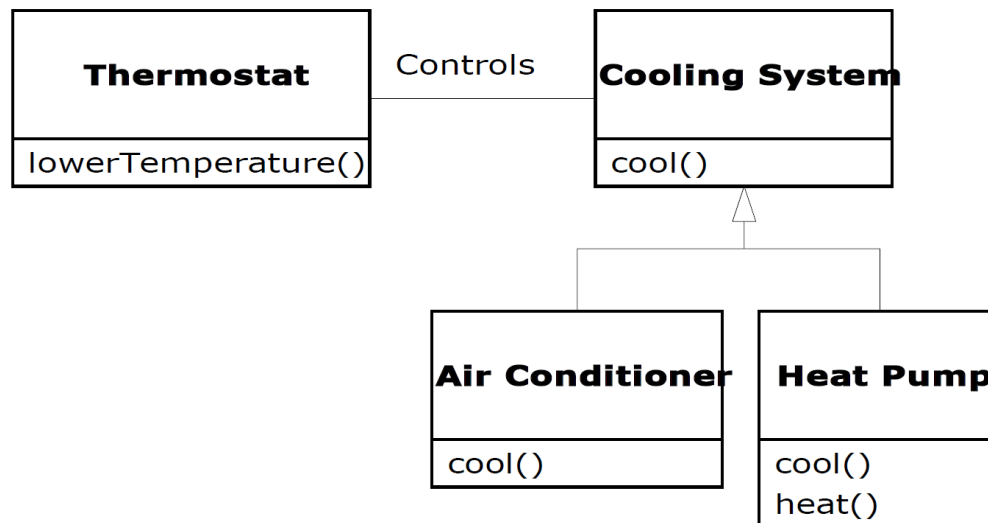 Thermostat
lowerTemperature()
Controls
Cooling System
cool()
Air Conditioner
cool()
Heat Pump
cool()
heat()